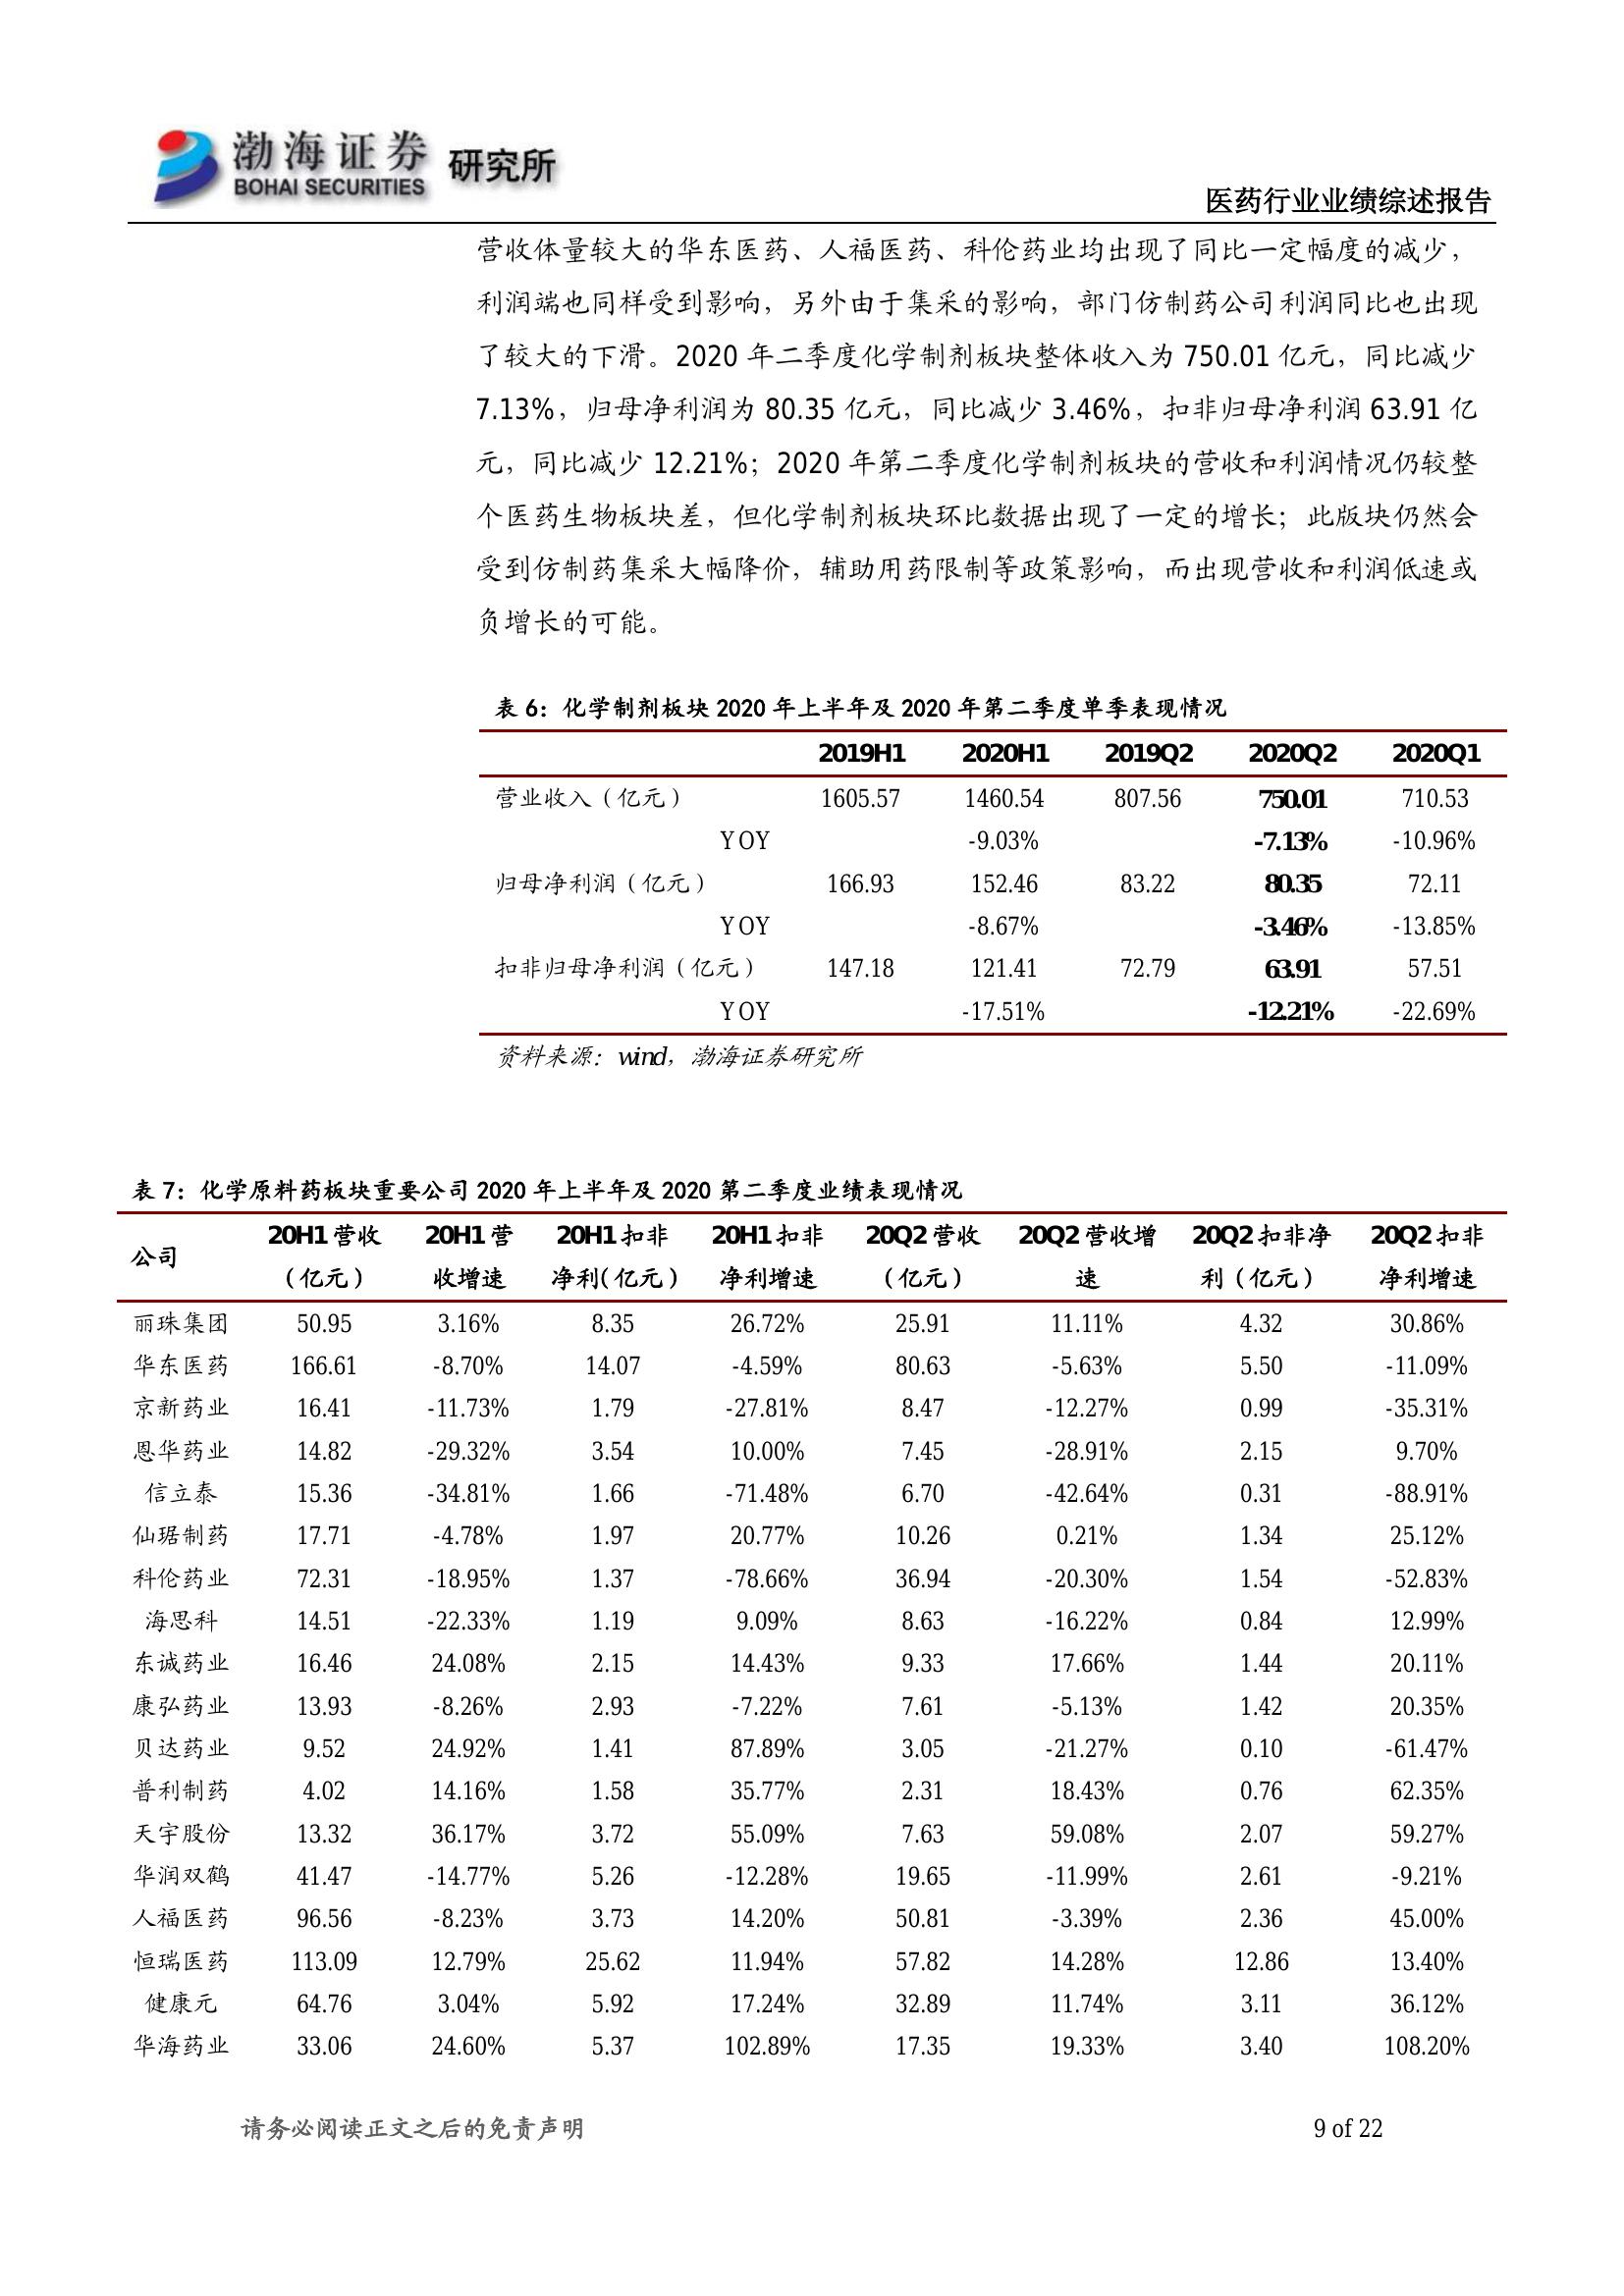 渤海证券 研究所
BOHAI SECURITIES
医药行业业绩综述报告
营收体量较大的华东医药、人福医药、科伦药业均出现了同比一定幅度的减少，
利润端也同样受到影响，另外由于集采的影响，部门仿制药公司利润同比也出现
了较大的下滑。2020 年二季度化学制剂板块整体收入为 750.01 亿元，同比减少
7.13%，归母净利润为 80.35 亿元，同比减少 3.46%，扣非归母净利润 63.91 亿
元，同比减少 12.21%；2020 年第二季度化学制剂板块的营收和利润情况仍较整
个医药生物板块差，但化学制剂板块环比数据出现了一定的增长；此版块仍然会
受到仿制药集采大幅降价，辅助用药限制等政策影响，而出现营收和利润低速或
负增长的可能。
表 6：化学制剂板块 2020 年上半年及 2020 年第二季度单季表现情况
2019H1 2020H1 2019Q2 2020Q2 2020Q1
营业收入（亿元） 1605.57 1460.54 807.56 750.01 710.53
YOY -9.03% -7.13% -10.96%
归母净利润（亿元） 166.93 152.46 83.22 80.35 72.11
YOY -8.67% -3.46% -13.85%
扣非归母净利润（亿元） 147.18 121.41 72.79 63.91 57.51
YOY -17.51% -12.21% -22.69%
资料来源：wind，渤海证券研究所
表 7：化学原料药板块重要公司 2020 年上半年及 2020 第二季度业绩表现情况
公司 20H1 营收 20H1 营 20H1 扣非 20H1 扣非 20Q2 营收 20Q2 营收增 20Q2 扣非净 20Q2 扣非
（亿元） 收增速 净利（亿元） 净利增速 （亿元） 速 利（亿元） 净利增速
丽珠集团 50.95 3.16% 8.35 26.72% 25.91 11.11% 4.32 30.86%
华东医药 166.61 -8.70% 14.07 -4.59% 80.63 -5.63% 5.50 -11.09%
京新药业 16.41 -11.73% 1.79 -27.81% 8.47 -12.27% 0.99 -35.31%
恩华药业 14.82 -29.32% 3.54 10.00% 7.45 -28.91% 2.15 9.70%
信立泰 15.36 -34.81% 1.66 -71.48% 6.70 -42.64% 0.31 -88.91%
仙琚制药 17.71 -4.78% 1.97 20.77% 10.26 0.21% 1.34 25.12%
科伦药业 72.31 -18.95% 1.37 -78.66% 36.94 -20.30% 1.54 -52.83%
海思科 14.51 -22.33% 1.19 9.09% 8.63 -16.22% 0.84 12.99%
东诚药业 16.46 24.08% 2.15 14.43% 9.33 17.66% 1.44 20.11%
康弘药业 13.93 -8.26% 2.93 -7.22% 7.61 -5.13% 1.42 20.35%
贝达药业 9.52 24.92% 1.41 87.89% 3.05 -21.27% 0.10 -61.47%
普利制药 4.02 14.16% 1.58 35.77% 2.31 18.43% 0.76 62.35%
天宇股份 13.32 36.17% 3.72 55.09% 7.63 59.08% 2.07 59.27%
华润双鹤 41.47 -14.77% 5.26 -12.28% 19.65 -11.99% 2.61 -9.21%
人福医药 96.56 -8.23% 3.73 14.20% 50.81 -3.39% 2.36 45.00%
恒瑞医药 113.09 12.79% 25.62 11.94% 57.82 14.28% 12.86 13.40%
健康元 64.76 3.04% 5.92 17.24% 32.89 11.74% 3.11 36.12%
华海药业 33.06 24.60% 5.37 102.89% 17.35 19.33% 3.40 108.20%
请务必阅读正文之后的免责声明 9 of 22